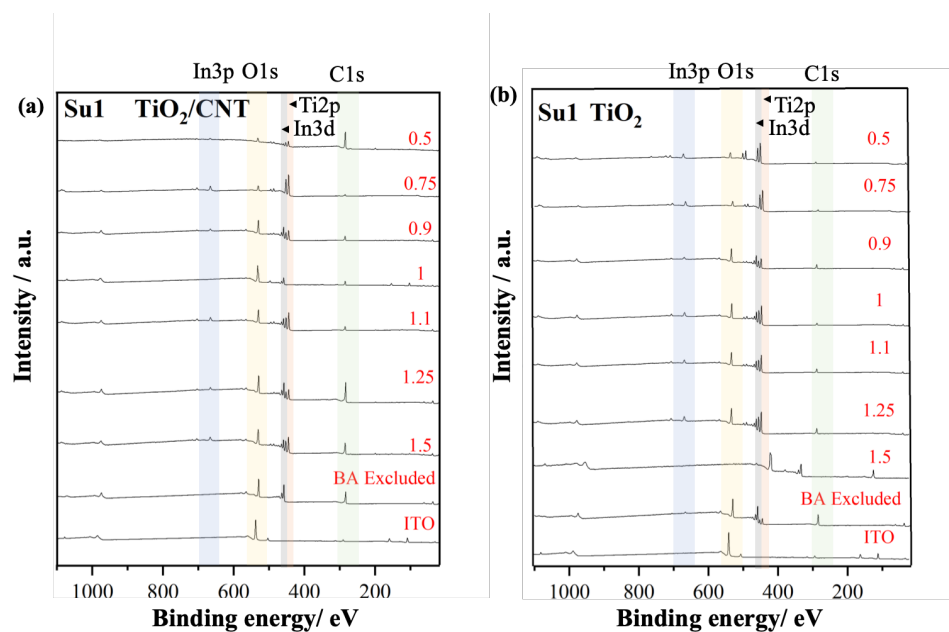 In3p O1s C1s
(a) Su1 TiO2/CNT
Ti2p
In3d
0.5
0.75
0.9
1
1.1
1.25
1.5
BA Excluded
ITO
Intensity / a.u.
1000 800 600 400 200
Binding energy/ eV
In3p O1s C1s
(b) Su1 TiO2
Ti2p
In3d
0.5
0.75
0.9
1
1.1
1.25
1.5
BA Excluded
ITO
Intensity / a.u.
1000 800 600 400 200
Binding energy/ eV